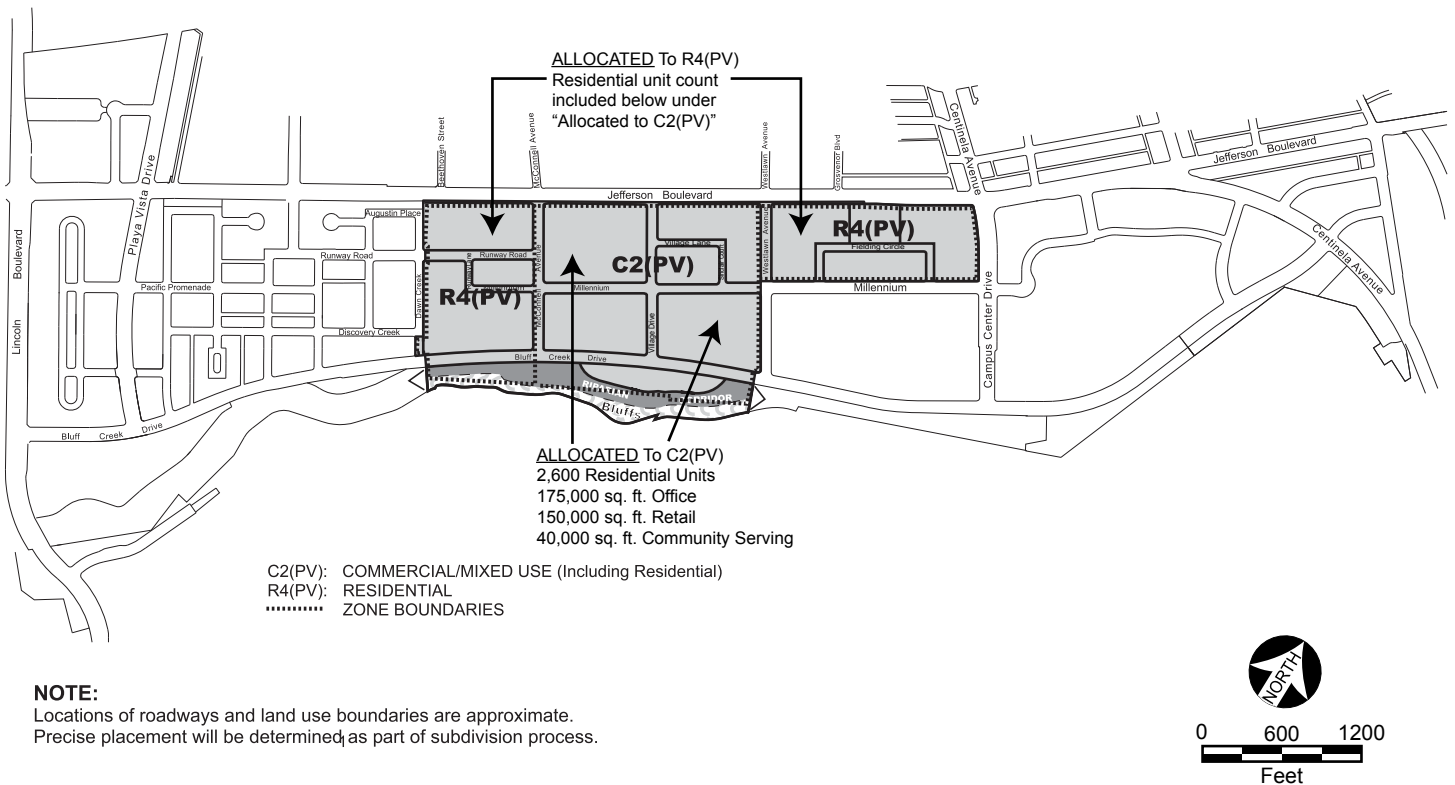 ALLOCATED To R4(PV)
Residential unit count
included below under
“Allocated to C2(PV)”
Beethoven Street
McConnell Avenue
Westlawn Avenue
Grosvenor Blvd
Centinela Avenue
Jefferson Boulevard
Jefferson Boulevard
Playa Vista Drive
Lincoln Boulevard
Augustin Place
Runway Road
Pacific Promenade
Discovery Creek
Dawn Creek
Runway Road
R4(PV)
McConnell Avenue
C2(PV)
Village Lane
Millennium
Village Drive
Westlawn Avenue
R4(PV)
Fielding Circle
Millennium
Campus Center Drive
Centinela Avenue
Bluff Creek Drive
Bluff Creek Drive
Bluffs
ALLOCATED To C2(PV)
2,600 Residential Units
175,000 sq. ft. Office
150,000 sq. ft. Retail
40,000 sq. ft. Community Serving
C2(PV): COMMERCIAL/MIXED USE (Including Residential)
R4(PV): RESIDENTIAL
ZONE BOUNDARIES
NOTE:
Locations of roadways and land use boundaries are approximate.
Precise placement will be determined as part of subdivision process.
NORTH
0 600 1200
Feet